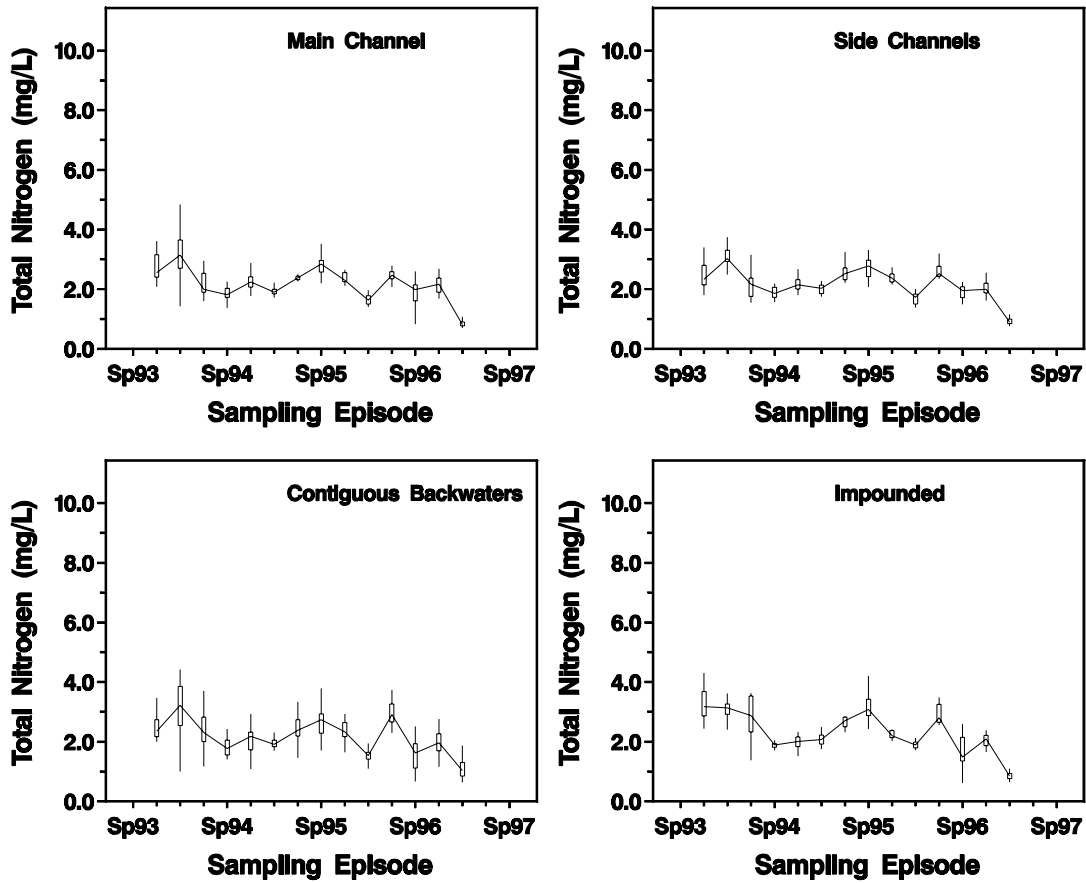 Main Channel
Total Nitrogen (mg/L)
10.0
8.0
6.0
4.0
2.0
0.0
Sp93 Sp94 Sp95 Sp96 Sp97
Sampling Episode
Side Channels
Total Nitrogen (mg/L)
10.0
8.0
6.0
4.0
2.0
0.0
Sp93 Sp94 Sp95 Sp96 Sp97
Sampling Episode
Contiguous Backwaters
Total Nitrogen (mg/L)
10.0
8.0
6.0
4.0
2.0
0.0
Sp93 Sp94 Sp95 Sp96 Sp97
Sampling Episode
Impounded
Total Nitrogen (mg/L)
10.0
8.0
6.0
4.0
2.0
0.0
Sp93 Sp94 Sp95 Sp96 Sp97
Sampling Episode